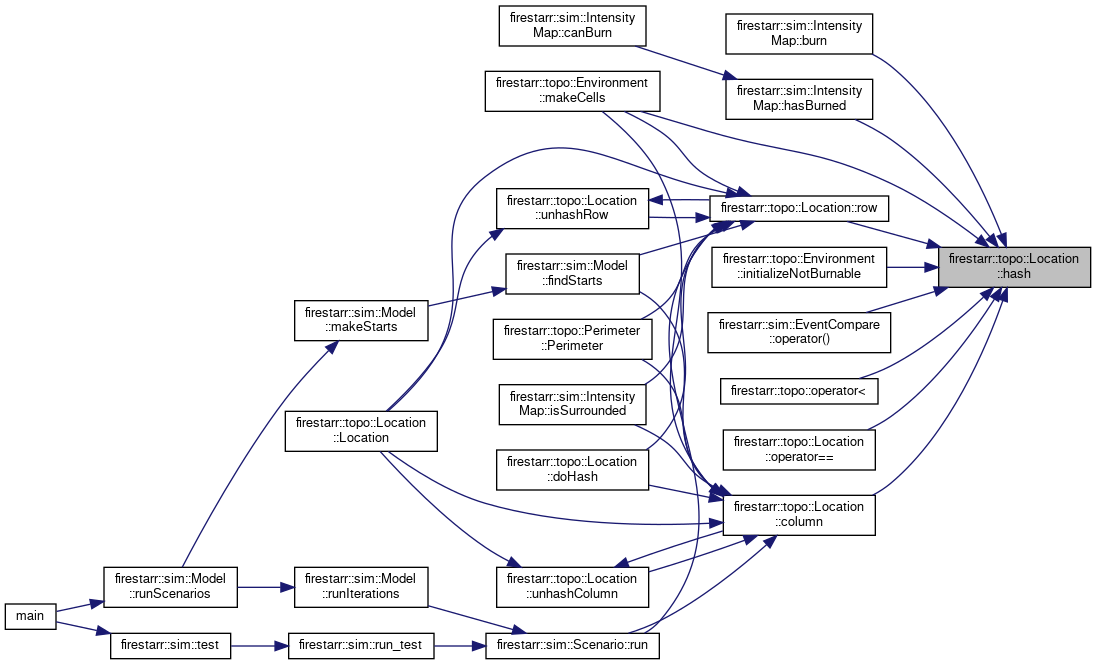 firestarr::sim::Intensity
Map::canBurn
firestarr::sim::Intensity
Map::burn
firestarr::topo::Environment
::makeCells
firestarr::sim::Intensity
Map::hasBurned
firestarr::topo::Location
::unhashRow
firestarr::topo::Location::row
firestarr::topo::Location
::hash
firestarr::sim::Model
::findStarts
firestarr::topo::Environment
::initializeNotBurnable
firestarr::sim::Model
::makeStarts
firestarr::topo::Perimeter
::Perimeter
firestarr::sim::EventCompare
::operator()
firestarr::sim::Intensity
Map::isSurrounded
firestarr::topo::operator<
firestarr::topo::Location
::Location
firestarr::topo::Location
::doHash
firestarr::topo::Location
::operator==
firestarr::topo::Location
::column
firestarr::sim::Model
::runScenarios
firestarr::sim::Model
::runIterations
firestarr::topo::Location
::unhashColumn
main
firestarr::sim::test
firestarr::sim::run_test
firestarr::sim::Scenario::run